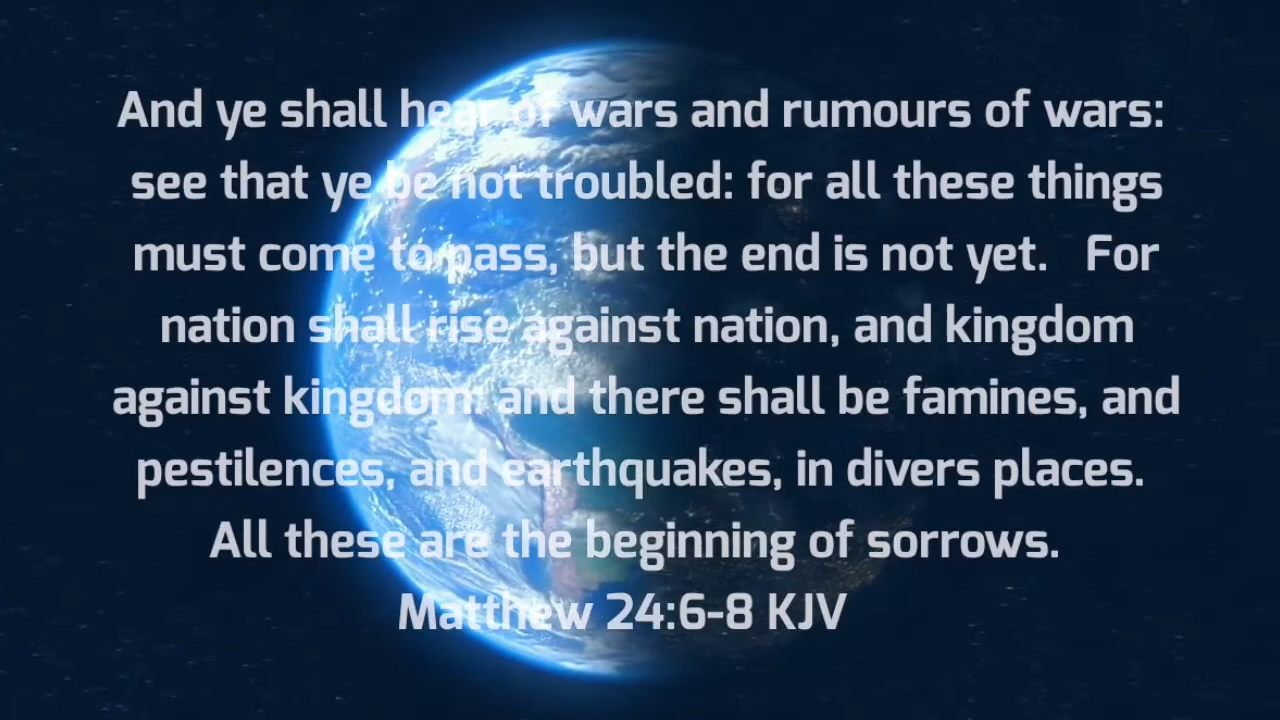 And ye shall hear of wars and rumours of wars:
see that ye be not troubled: for all these things
must come to pass, but the end is not yet.   For
nation shall rise against nation, and kingdom
against kingdom: and there shall be famines, and
pestilences, and earthquakes, in divers places.
All these are the beginning of sorrows.
Matthew 24:6-8 KJV